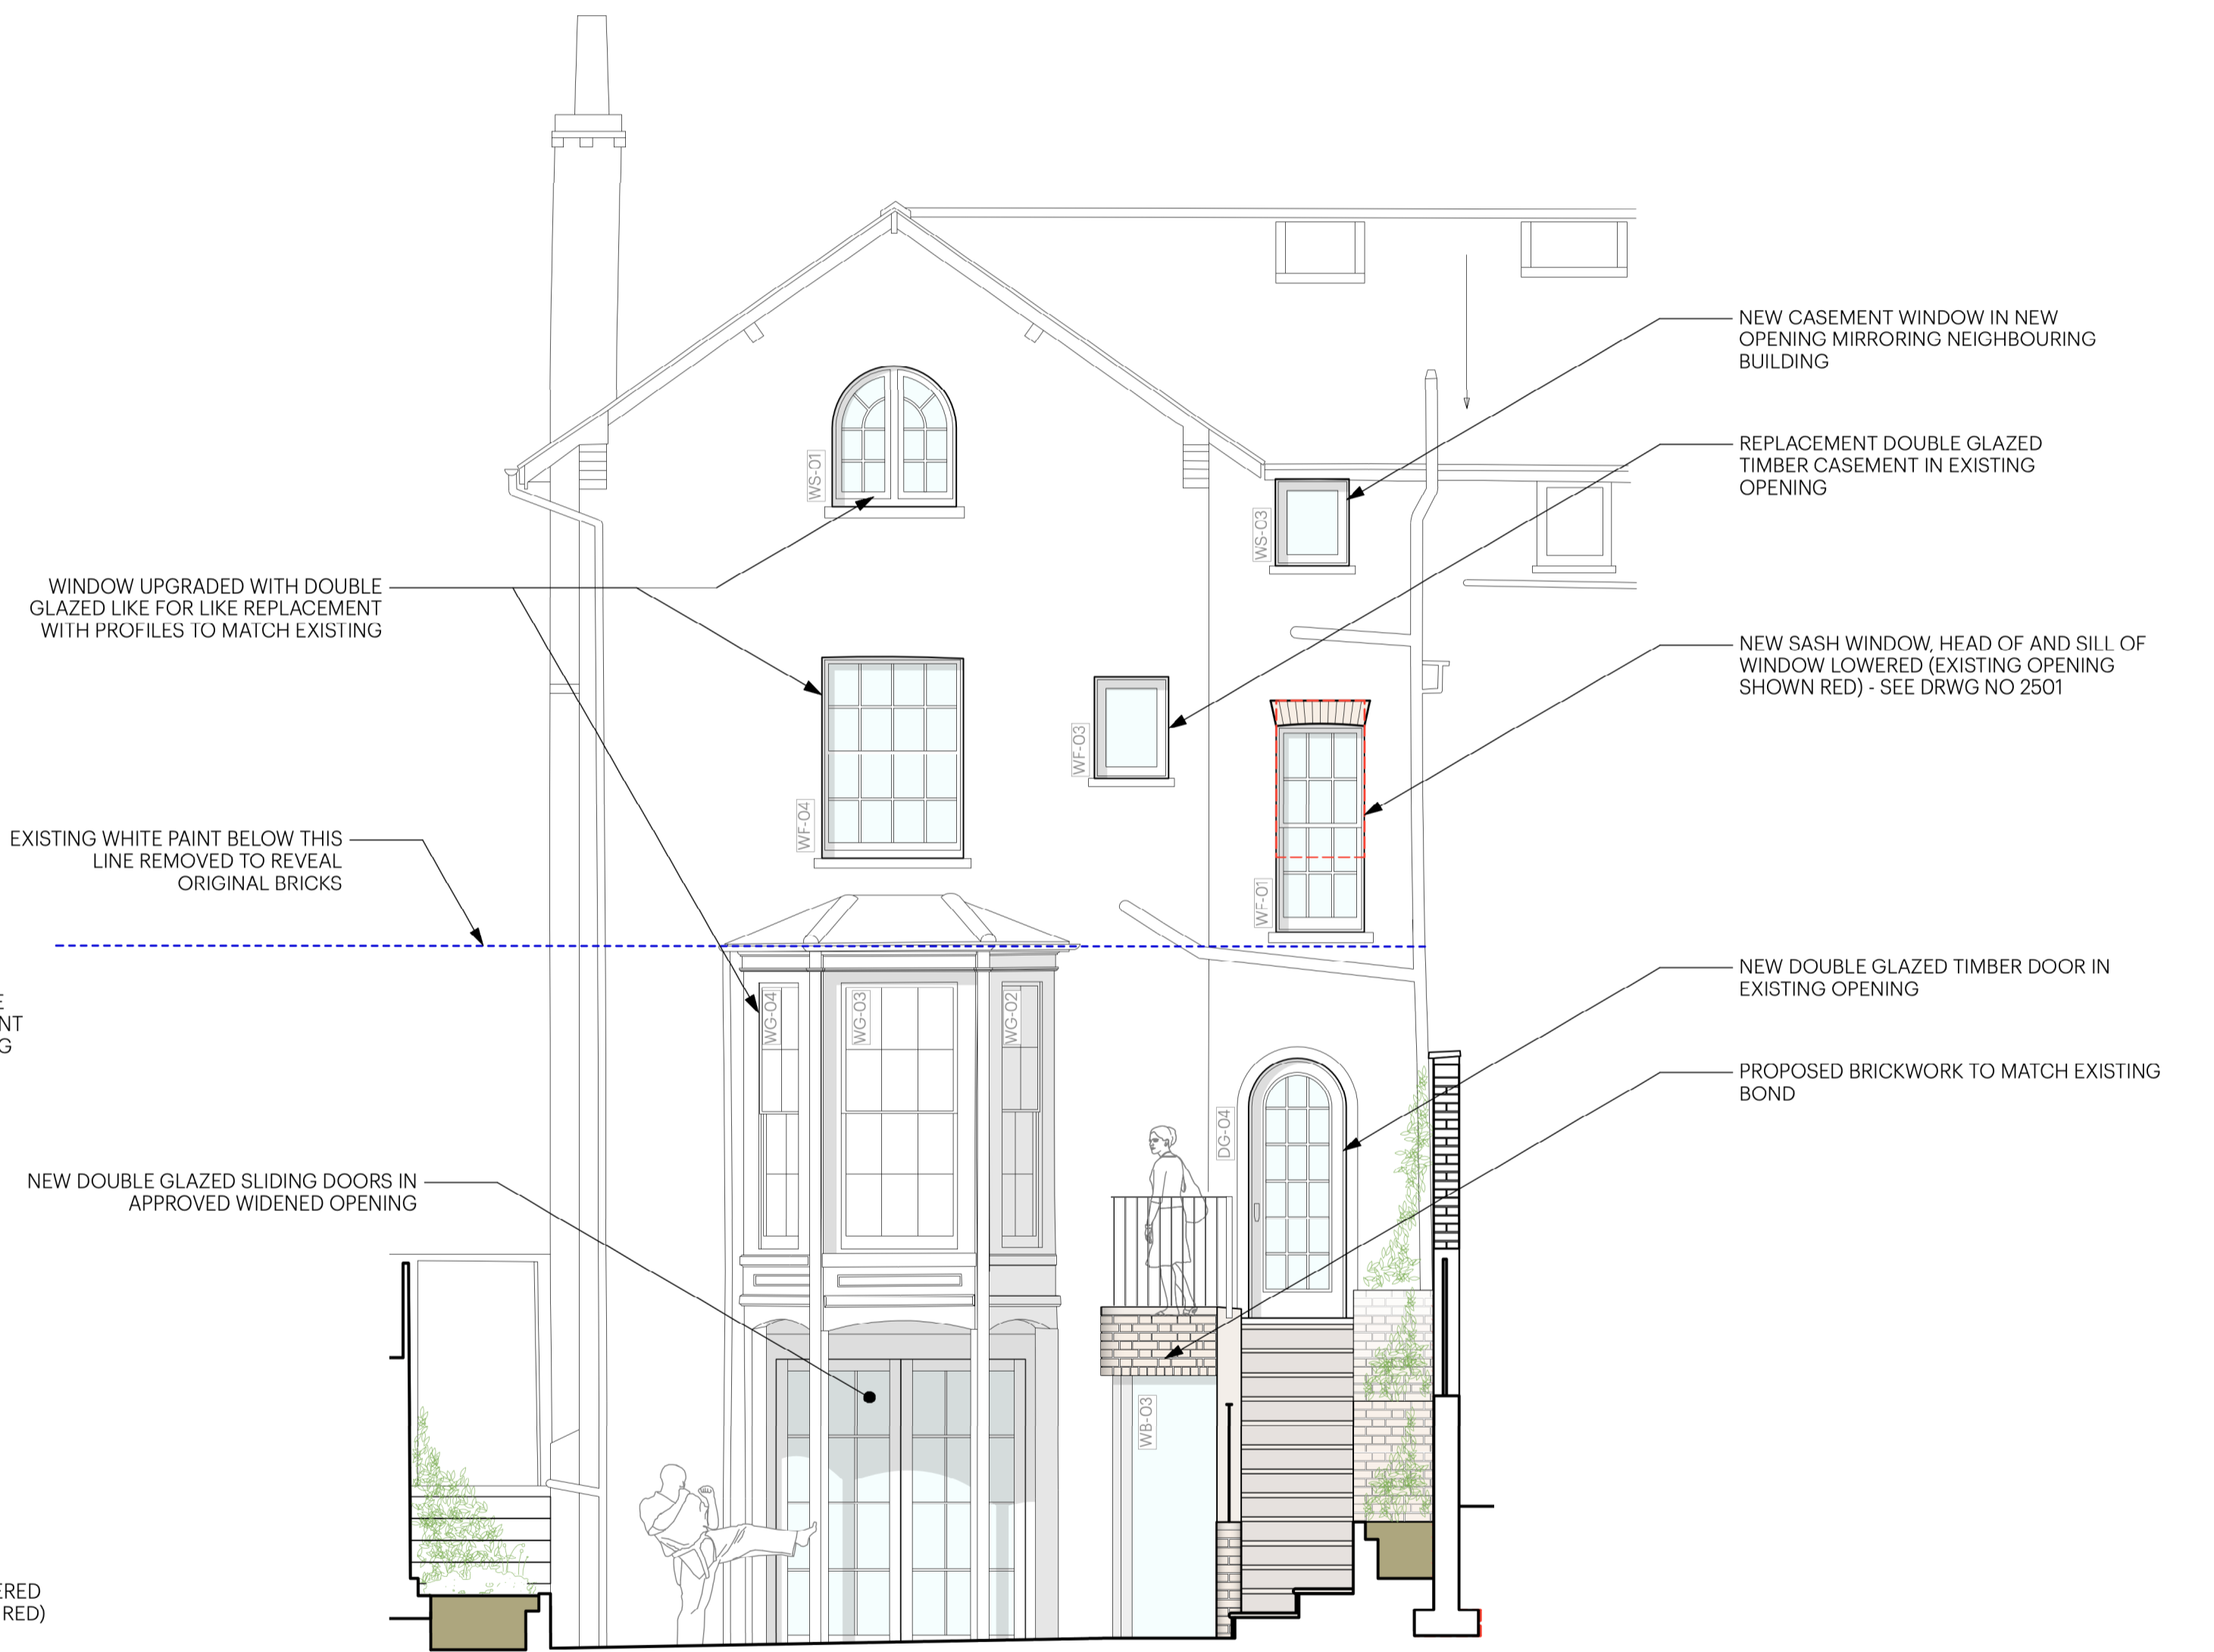 NEW CASEMENT WINDOW IN NEW
OPENING MIRRORING NEIGHBOURING
BUILDING
REPLACEMENT DOUBLE GLAZED
TIMBER CASEMENT IN EXISTING
OPENING
WS-01
WS-03
WINDOW UPGRADED WITH DOUBLE
GLAZED LIKE FOR LIKE REPLACEMENT
WITH PROFILES TO MATCH EXISTING
NEW SASH WINDOW, HEAD OF AND SILL OF
WINDOW LOWERED (EXISTING OPENING
SHOWN RED) - SEE DRWG NO 2501
WF-03
WF-04
WF-01
EXISTING WHITE PAINT BELOW THIS
LINE REMOVED TO REVEAL
ORIGINAL BRICKS
NEW DOUBLE GLAZED TIMBER DOOR IN
EXISTING OPENING
E
NT
G
WG-04
WG-03
WG-02
PROPOSED BRICKWORK TO MATCH EXISTING
BOND
DG-04
NEW DOUBLE GLAZED SLIDING DOORS IN
APPROVED WIDENED OPENING
WB-03
ERED
RED)